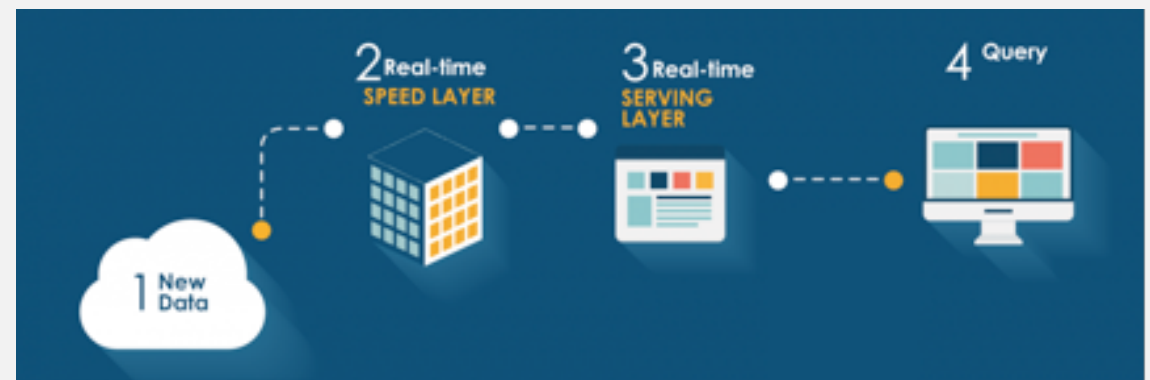 1 New
Data
2 Real-time
SPEED LAYER
3 Real-time
SERVING
LAYER
4 Query